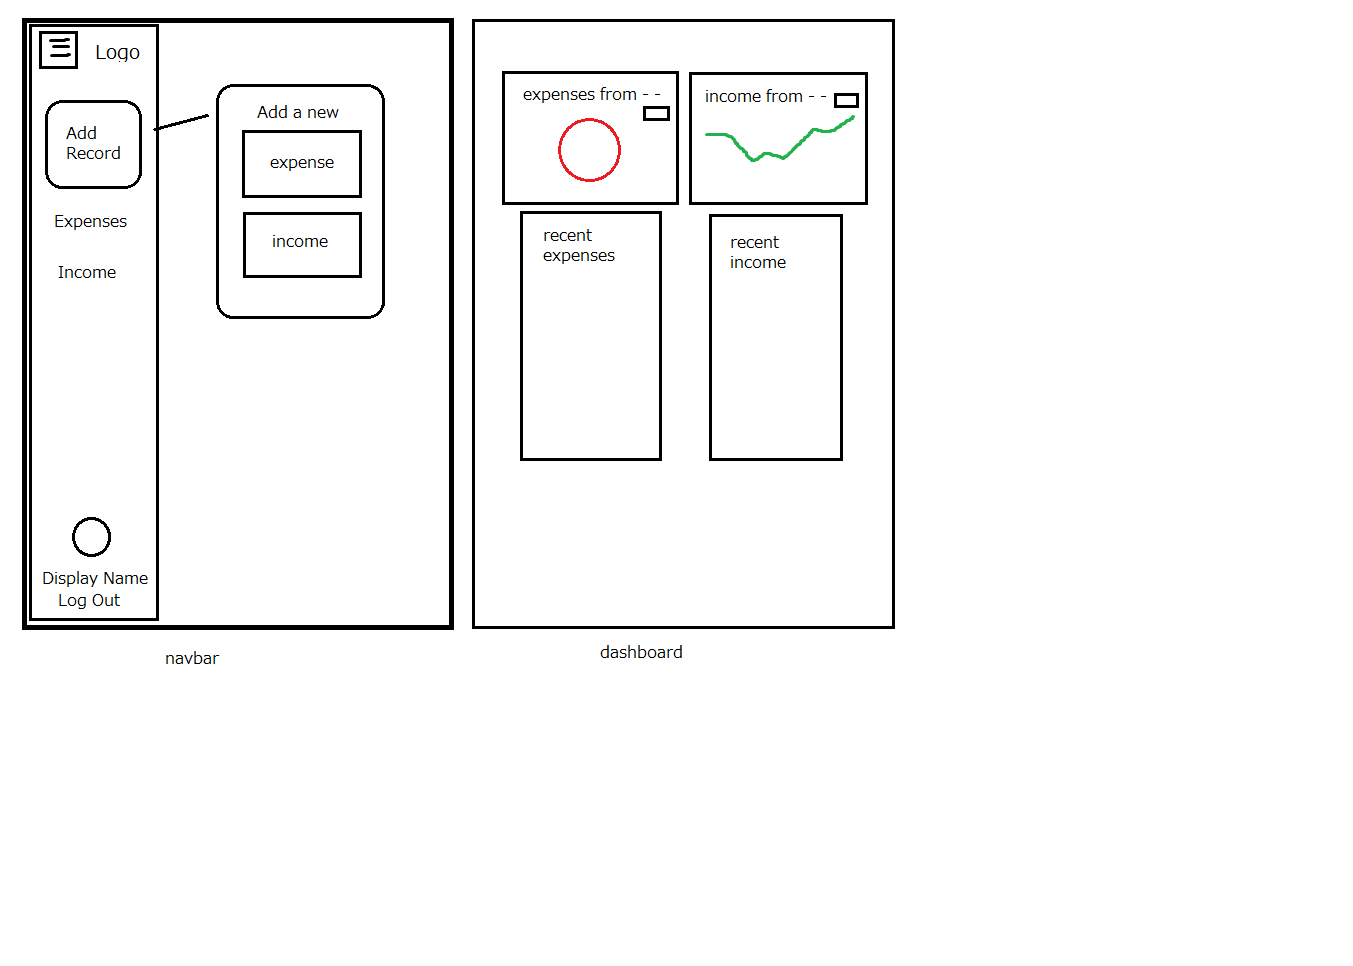 Logo
Add
Record
Expenses
Income
Display Name
Log Out
Add a new
expense
income
navbar
expenses from - -
income from - -
recent
expenses
recent
income
dashboard